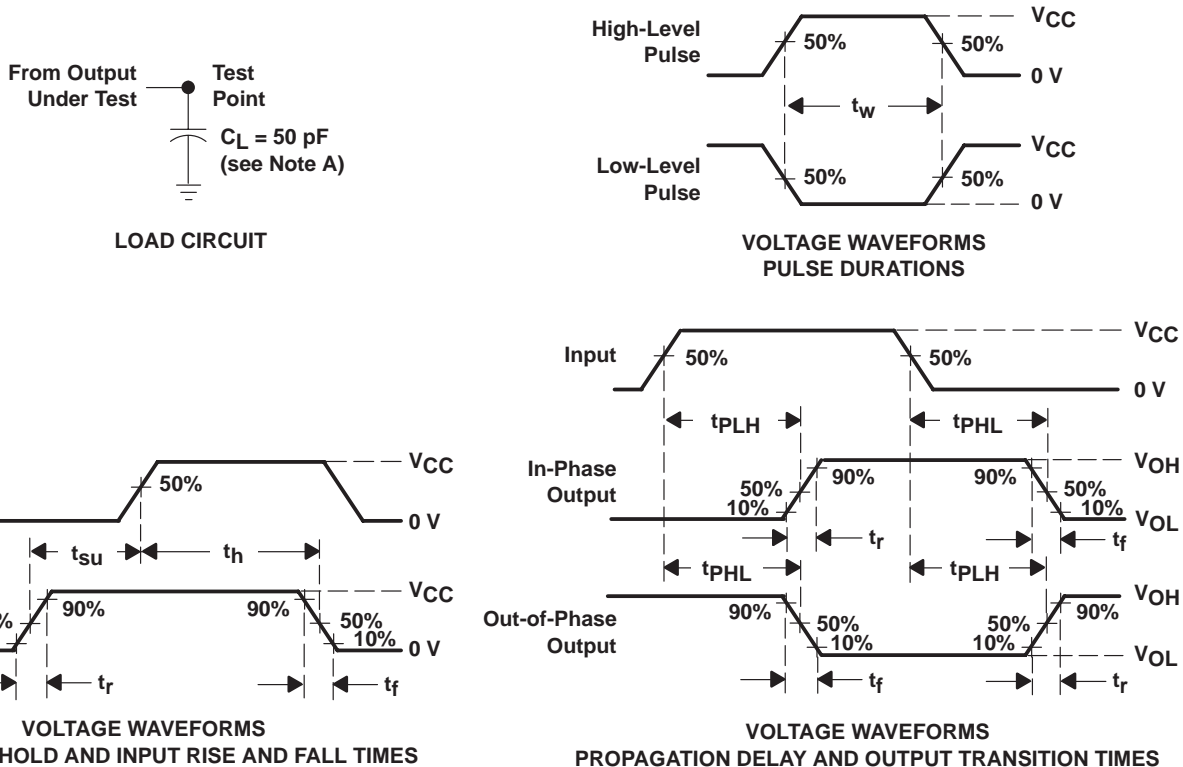 From Output
Under Test
Test
Point
CL = 50 pF
(see Note A)
LOAD CIRCUIT
High-Level
Pulse
50%
50%
VCC
0 V
tw
Low-Level
Pulse
50%
50%
VCC
0 V
VOLTAGE WAVEFORMS
PULSE DURATIONS
50%
VCC
0 V
tsu
th
90%
90%
50%
10%
VCC
0 V
tr
tf
VOLTAGE WAVEFORMS
HOLD AND INPUT RISE AND FALL TIMES
Input
50%
50%
VCC
0 V
tPLH
tPHL
In-Phase
Output
50%
10%
90%
90%
50%
10%
VOH
VOL
tr
tf
tPHL
tPLH
Out-of-Phase
Output
90%
50%
10%
50%
10%
90%
VOH
VOL
tf
tr
VOLTAGE WAVEFORMS
PROPAGATION DELAY AND OUTPUT TRANSITION TIMES